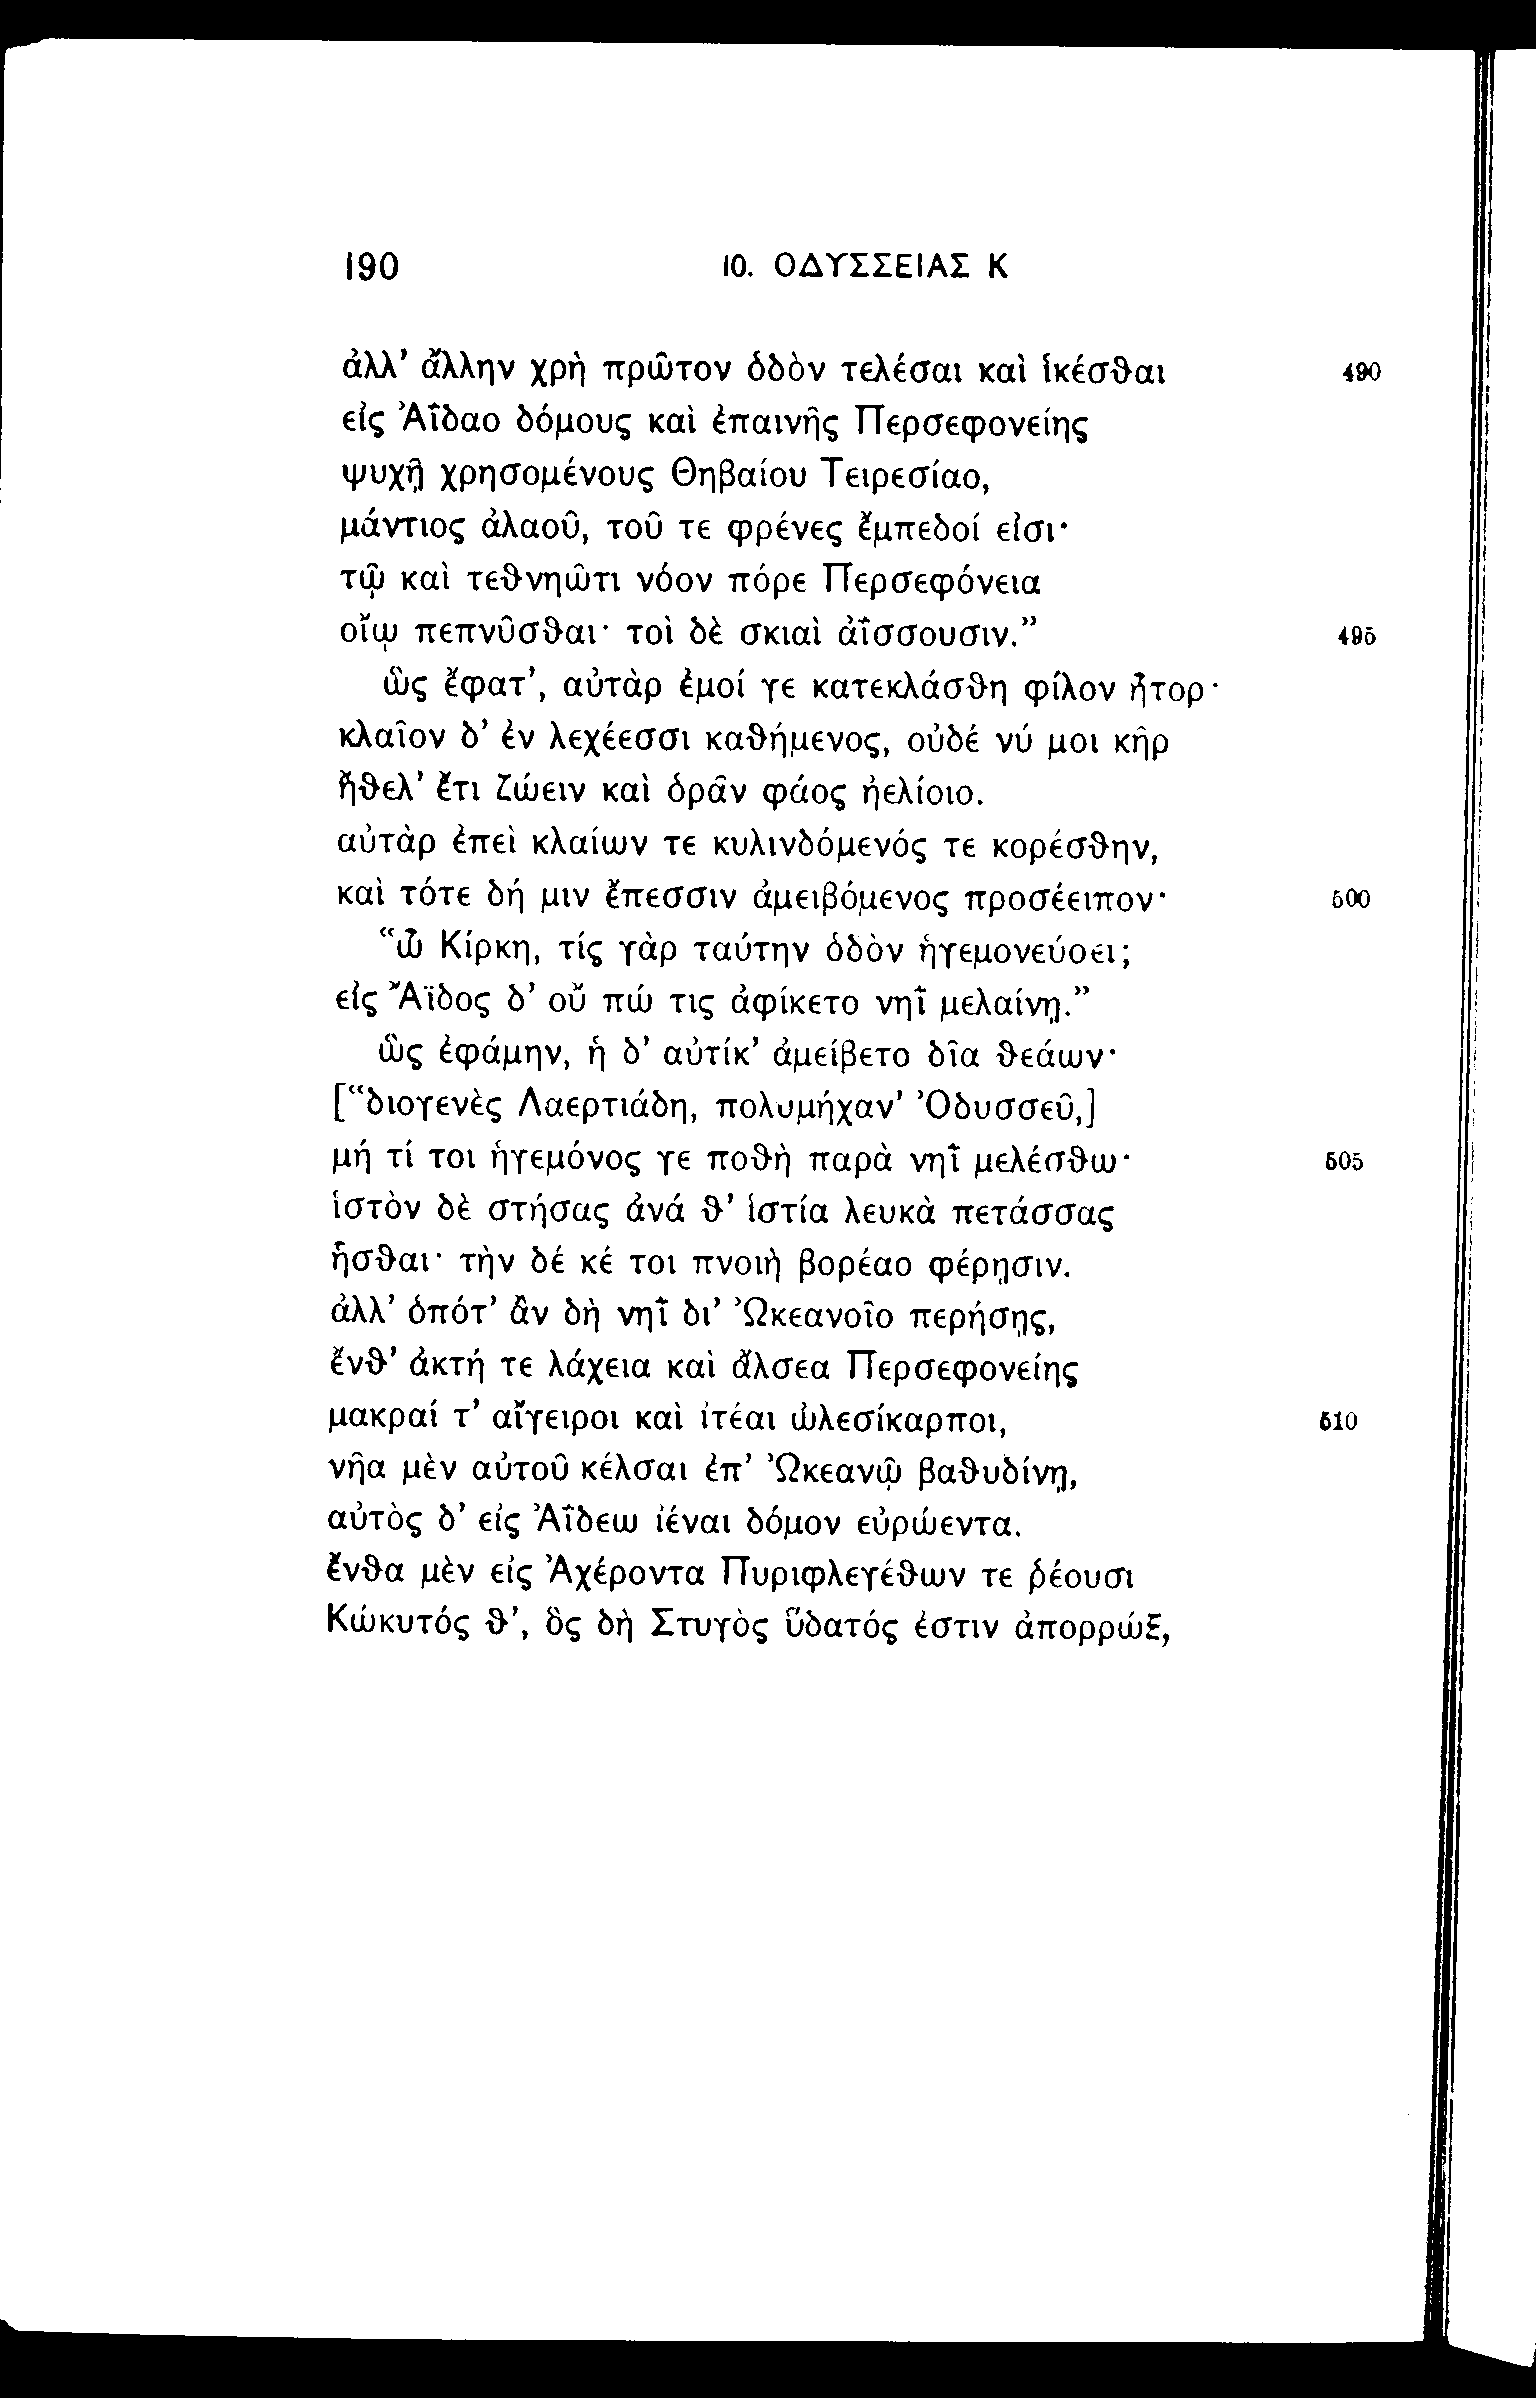 190 10. ΟΔΥΣΣΕΙΑΣ Κ
ἀλλ’ ἄλλην χρὴ πρῶτον ὁδὸν τελέσαι καὶ ἱκέσθαι 490
εἰς Ἀΐδαο δόμους καὶ ἐπαινῆς Περσεφονείης
ψυχῇ χρησομένους Θηβαίου Τειρεσίαο,
μάντιος ἀλαοῦ, τοῦ τε φρένες ἔμπεδοί εἰσι·
τῷ καὶ τεθνηῶτι νόον πόρε Περσεφόνεια
οἴῳ πεπνῦσθαι· τοὶ δὲ σκιαὶ ἀΐσσουσιν.” 495
ὣς ἔφατ’, αὐτὰρ ἐμοί γε κατεκλάσθη φίλον ἦτορ·
κλαῖον δ’ ἐν λεχέεσσι καθήμενος, οὐδέ νύ μοι κῆρ
ἤθελ’ ἔτι ζώειν καὶ ὁρᾶν φάος ἠελίοιο.
αὐτὰρ ἐπεὶ κλαίων τε κυλινδόμενός τε κορέσθην,
καὶ τότε δή μιν ἔπεσσιν ἀμειβόμενος προσέειπον· 500
“ὦ Κίρκη, τίς γὰρ ταύτην ὁδὸν ἡγεμονεύσει;
εἰς Ἄϊδος δ’ οὔ πώ τις ἀφίκετο νηῒ μελαίνῃ.”
ὣς ἐφάμην, ἡ δ’ αὐτίκ’ ἀμείβετο δῖα θεάων·
[“διογενὲς Λαερτιάδη, πολυμήχαν’ Ὀδυσσεῦ,]
μή τί τοι ἡγεμόνος γε ποθὴ παρὰ νηῒ μελέσθω· 505
ἱστὸν δὲ στήσας ἀνά θ’ ἱστία λευκὰ πετάσσας
ἧσθαι· τὴν δέ κέ τοι πνοιὴ βορέαο φέρῃσιν.
ἀλλ’ ὁπότ’ ἂν δὴ νηῒ δι’ Ὠκεανοῖο περήσῃς,
ἔνθ’ ἀκτή τε λάχεια καὶ ἄλσεα Περσεφονείης
μακραί τ’ αἴγειροι καὶ ἰτέαι ὠλεσίκαρποι, 510
νῆα μὲν αὐτοῦ κέλσαι ἐπ’ Ὠκεανῷ βαθυδίνῃ,
αὐτὸς δ’ εἰς Ἀΐδεω ἰέναι δόμον εὐρώεντα.
ἔνθα μὲν εἰς Ἀχέροντα Πυριφλεγέθων τε ῥέουσι
Κώκυτός θ’, ὃς δὴ Στυγὸς ὕδατός ἐστιν ἀπορρώξ,